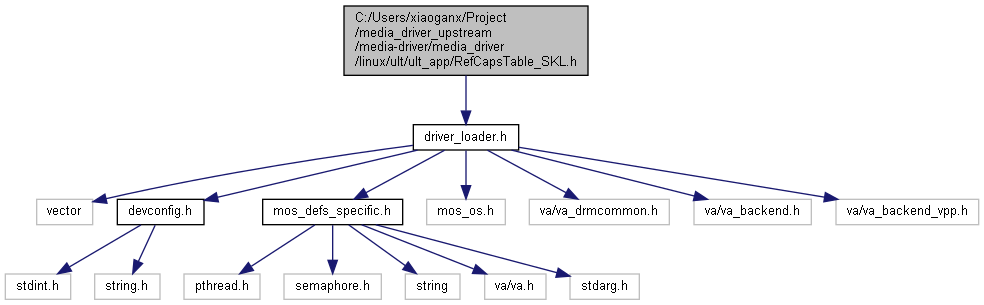 C:/Users/xiaoganx/Project
/media_driver_upstream
/media-driver/media_driver
/linux/ult/ult_app/RefCapsTable_SKL.h
driver_loader.h
vector
devconfig.h
mos_defs_specific.h
mos_os.h
va/va_drmcommon.h
va/va_backend.h
va/va_backend_vpp.h
stdint.h
string.h
pthread.h
semaphore.h
string
va/va.h
stdarg.h